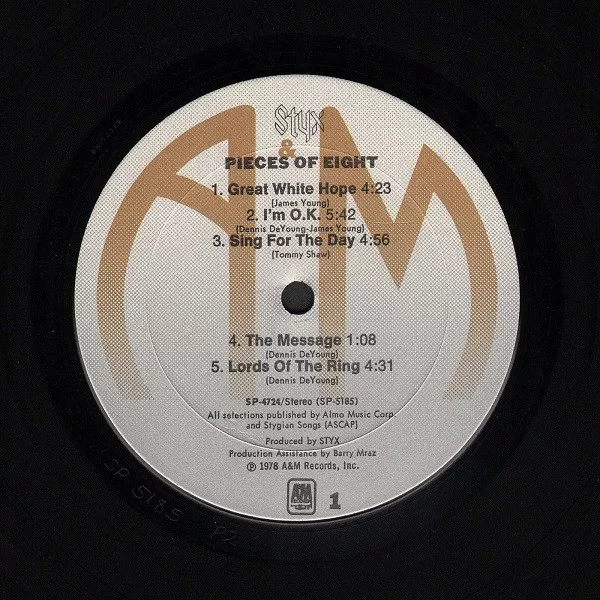 Styx
&
PIECES OF EIGHT
1. Great White Hope 4:23
(James Young)
2. I'm O.K. 5:42
(Dennis DeYoung-James Young)
3. Sing For The Day 4:56
(Tommy Shaw)
4. The Message 1:08
(Dennis DeYoung)
5. Lords Of The Ring 4:31
(Dennis DeYoung)
SP-4724/Stereo (SP-5185)
All selections published by Almo Music Corp.
and Stygian Songs (ASCAP)
Produced by STYX
Production Assistance by Barry Mraz
℗ 1978 A&M Records, Inc.
A&M
1
SP 5185 P2